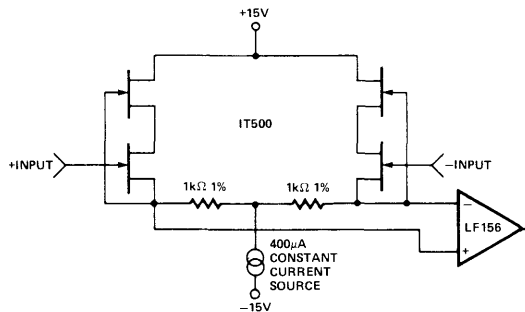 +15V
IT500
+INPUT
−INPUT
1kΩ 1%
1kΩ 1%
−
LF156
+
400μA
CONSTANT
CURRENT
SOURCE
−15V